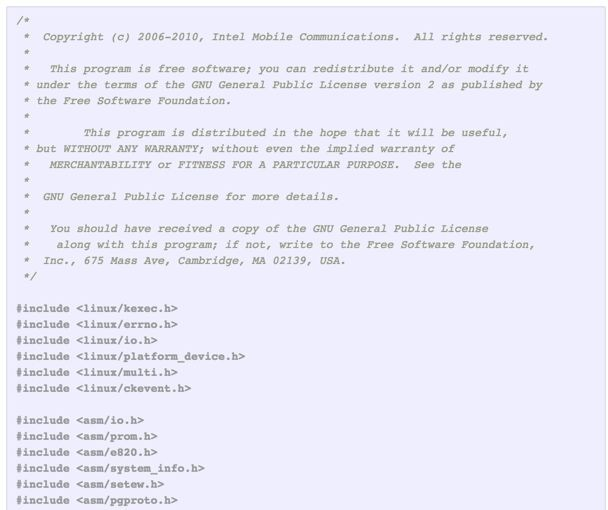 /*
 *  Copyright (c) 2006-2010, Intel Mobile Communications.  All rights reserved.
 *
 *   This program is free software; you can redistribute it and/or modify it
 * under the terms of the GNU General Public License version 2 as published by
 * the Free Software Foundation.
 *
 *        This program is distributed in the hope that it will be useful,
 * but WITHOUT ANY WARRANTY; without even the implied warranty of
 *   MERCHANTABILITY or FITNESS FOR A PARTICULAR PURPOSE.  See the
 *
 *  GNU General Public License for more details.
 *
 *   You should have received a copy of the GNU General Public License
 *    along with this program; if not, write to the Free Software Foundation,
 *  Inc., 675 Mass Ave, Cambridge, MA 02139, USA.
 */
#include <linux/kexec.h>
#include <linux/errno.h>
#include <linux/io.h>
#include <linux/platform_device.h>
#include <linux/multi.h>
#include <linux/ckevent.h>
#include <asm/io.h>
#include <asm/prom.h>
#include <asm/e820.h>
#include <asm/system_info.h>
#include <asm/setew.h>
#include <asm/pgproto.h>